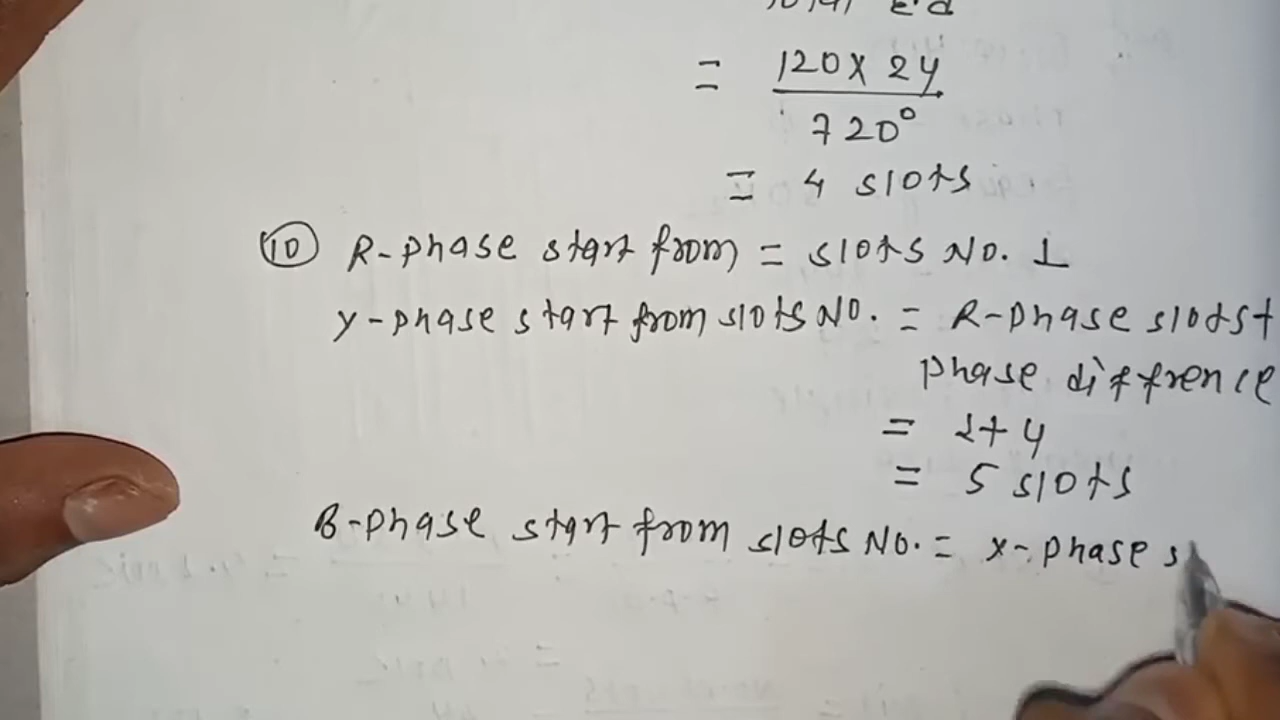 = 120 X 24
720°
= 4 slots
10 R-phase start from = slots No. 1
Y-phase start from slots No. = R-phase slots +
phase diffrence
= 1+4
= 5 slots
B-phase start from slots No. = Y-phase s